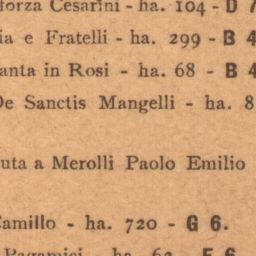 forza Cesarini - ha. 104 - D 7
ia e Fratelli - ha. 299 - B 4
anta in Rosi - ha. 68 - B 4
De Sanctis Mangelli - ha. 8
uta a Merolli Paolo Emilio
Camillo - ha. 720 - G 6.